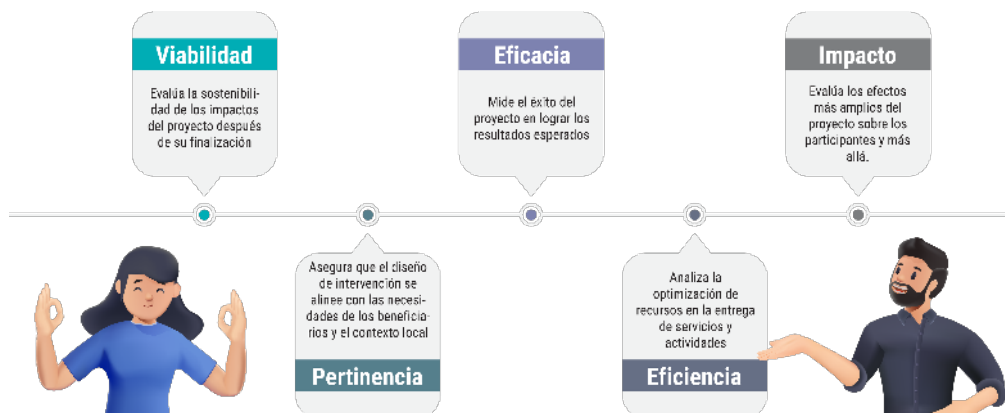 Viabilidad
Evalúa la sostenibili-
dad de los impactos
del proyecto después
de su finalización
Asegura que el diseño
de intervención se
alinee con las necesi-
dades de los beneficia-
rios y el contexto local
Pertinencia
Eficacia
Mide el éxito del
proyecto en lograr los
resultados esperados
Analiza la
optimización de
recursos en la entrega
de servicios y
actividades
Eficiencia
Impacto
Evalúa los efectos
más amplios del
proyecto sobre los
participantes y más
allá.